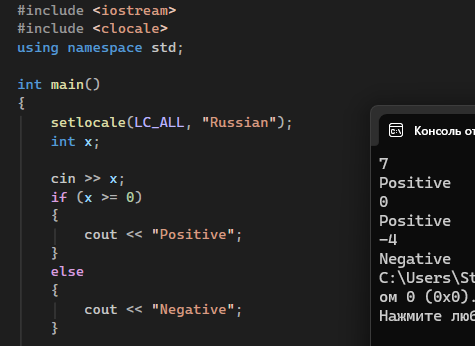 #include <iostream>
#include <clocale>
using namespace std;
int main()
{
setlocale(LC_ALL, "Russian");
int x;
cin >> x;
if (x >= 0)
{
cout << "Positive";
}
else
{
cout << "Negative";
}
Консоль от
7
Positive
0
Positive
-4
Negative
C:\Users\St
ом 0 (0x0).
Нажмите люб